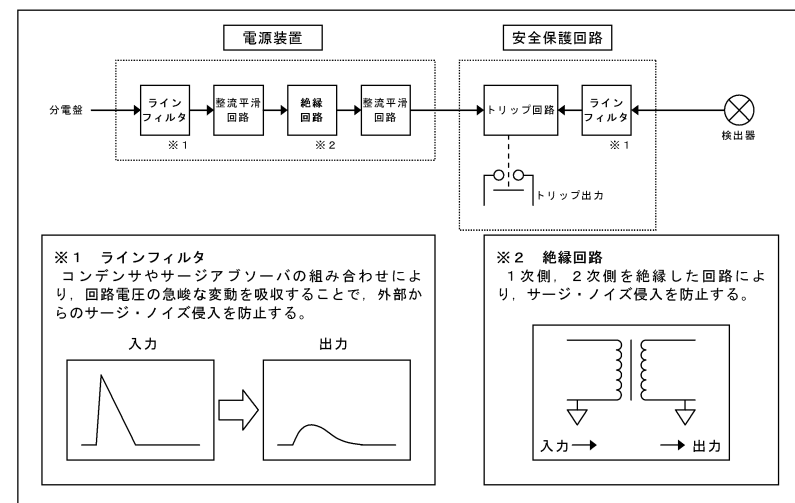 電源装置
安全保護回路
分電盤
ライン
フィルタ
※1
整流平滑
回路
絶縁
回路
※2
整流平滑
回路
トリップ回路
ライン
フィルタ
※1
検出器
トリップ出力
※1 ラインフィルタ
コンデンサやサージアブソーバの組み合わせによ
り,回路電圧の急峻な変動を吸収することで,外部か
らのサージ・ノイズ侵入を防止する。
入力
出力
※2 絶縁回路
1次側,2次側を絶縁した回路によ
り,サージ・ノイズ侵入を防止する。
入力
出力